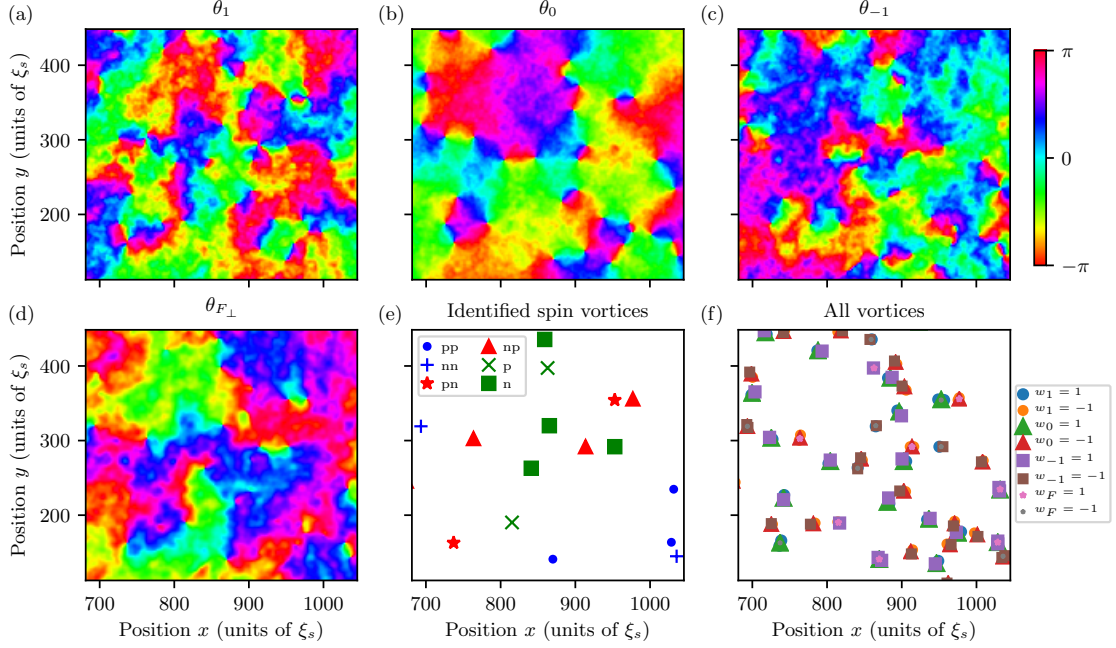 (a) θ₁ (b) θ₀ (c) θ₋₁
Position y (units of ξₛ)
400
300
200
π
0
−π
(d) θ_{F⊥} (e) Identified spin vortices (f) All vortices
Position y (units of ξₛ)
400
300
200
pp np
nn p
pn n
w₁ = 1
w₁ = −1
w₀ = 1
w₀ = −1
w₋₁ = 1
w₋₁ = −1
w_F = 1
w_F = −1
700 800 900 1000 700 800 900 1000 700 800 900 1000
Position x (units of ξₛ) Position x (units of ξₛ) Position x (units of ξₛ)